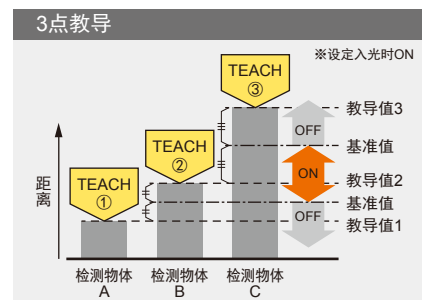 3点教导
※设定入光时ON
TEACH
③
教导值3
OFF
TEACH
②
基准值
ON
TEACH
①
教导值2
基准值
OFF
教导值1
距离
检测物体
A
检测物体
B
检测物体
C